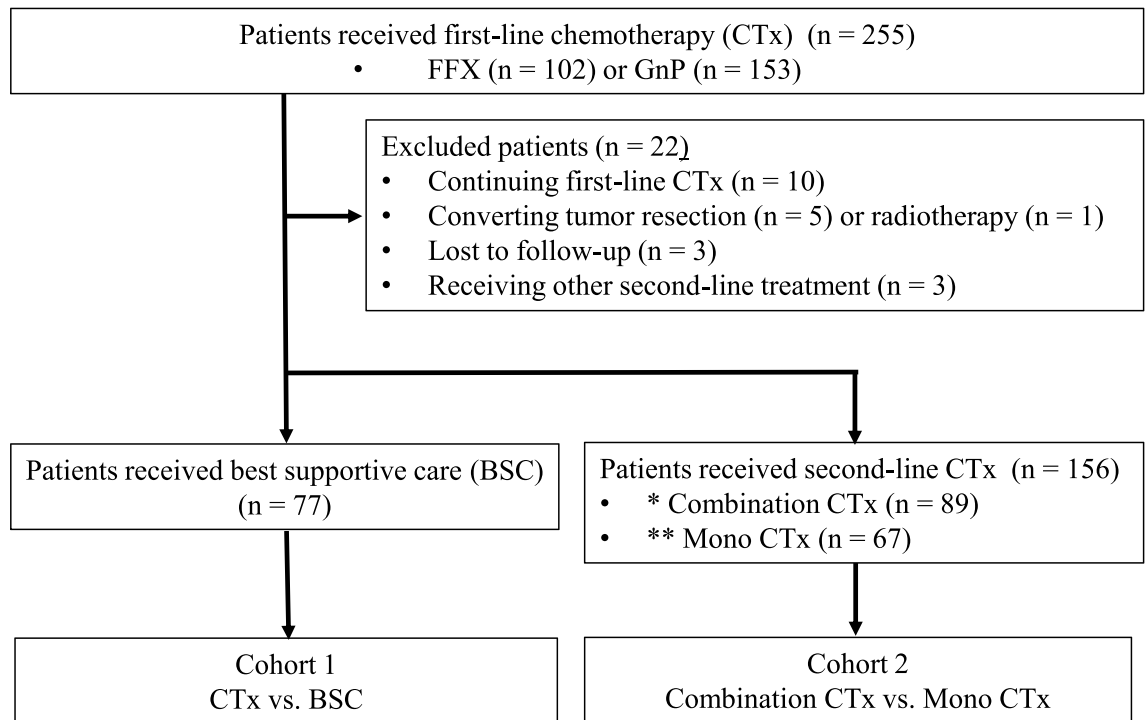 Patients received first-line chemotherapy (CTx) (n = 255)
• FFX (n = 102) or GnP (n = 153)
Excluded patients (n = 22)
• Continuing first-line CTx (n = 10)
• Converting tumor resection (n = 5) or radiotherapy (n = 1)
• Lost to follow-up (n = 3)
• Receiving other second-line treatment (n = 3)
Patients received best supportive care (BSC)
(n = 77)
Patients received second-line CTx (n = 156)
• * Combination CTx (n = 89)
• ** Mono CTx (n = 67)
Cohort 1
CTx vs. BSC
Cohort 2
Combination CTx vs. Mono CTx